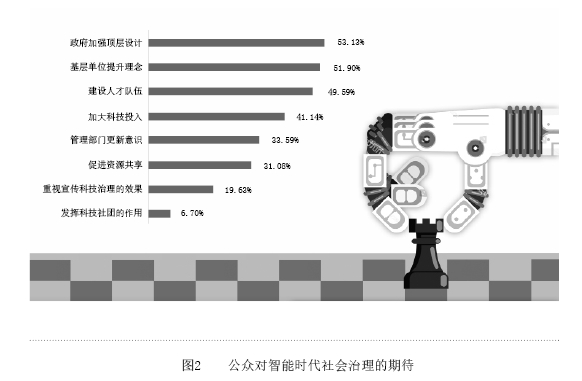 政府加强顶层设计 53.13%
基层单位提升理念 51.90%
建设人才队伍 49.59%
加大科技投入 41.14%
管理部门更新意识 33.59%
促进资源共享 31.08%
重视宣传科技治理的效果 19.63%
发挥科技社团的作用 6.70%
图2 公众对智能时代社会治理的期待